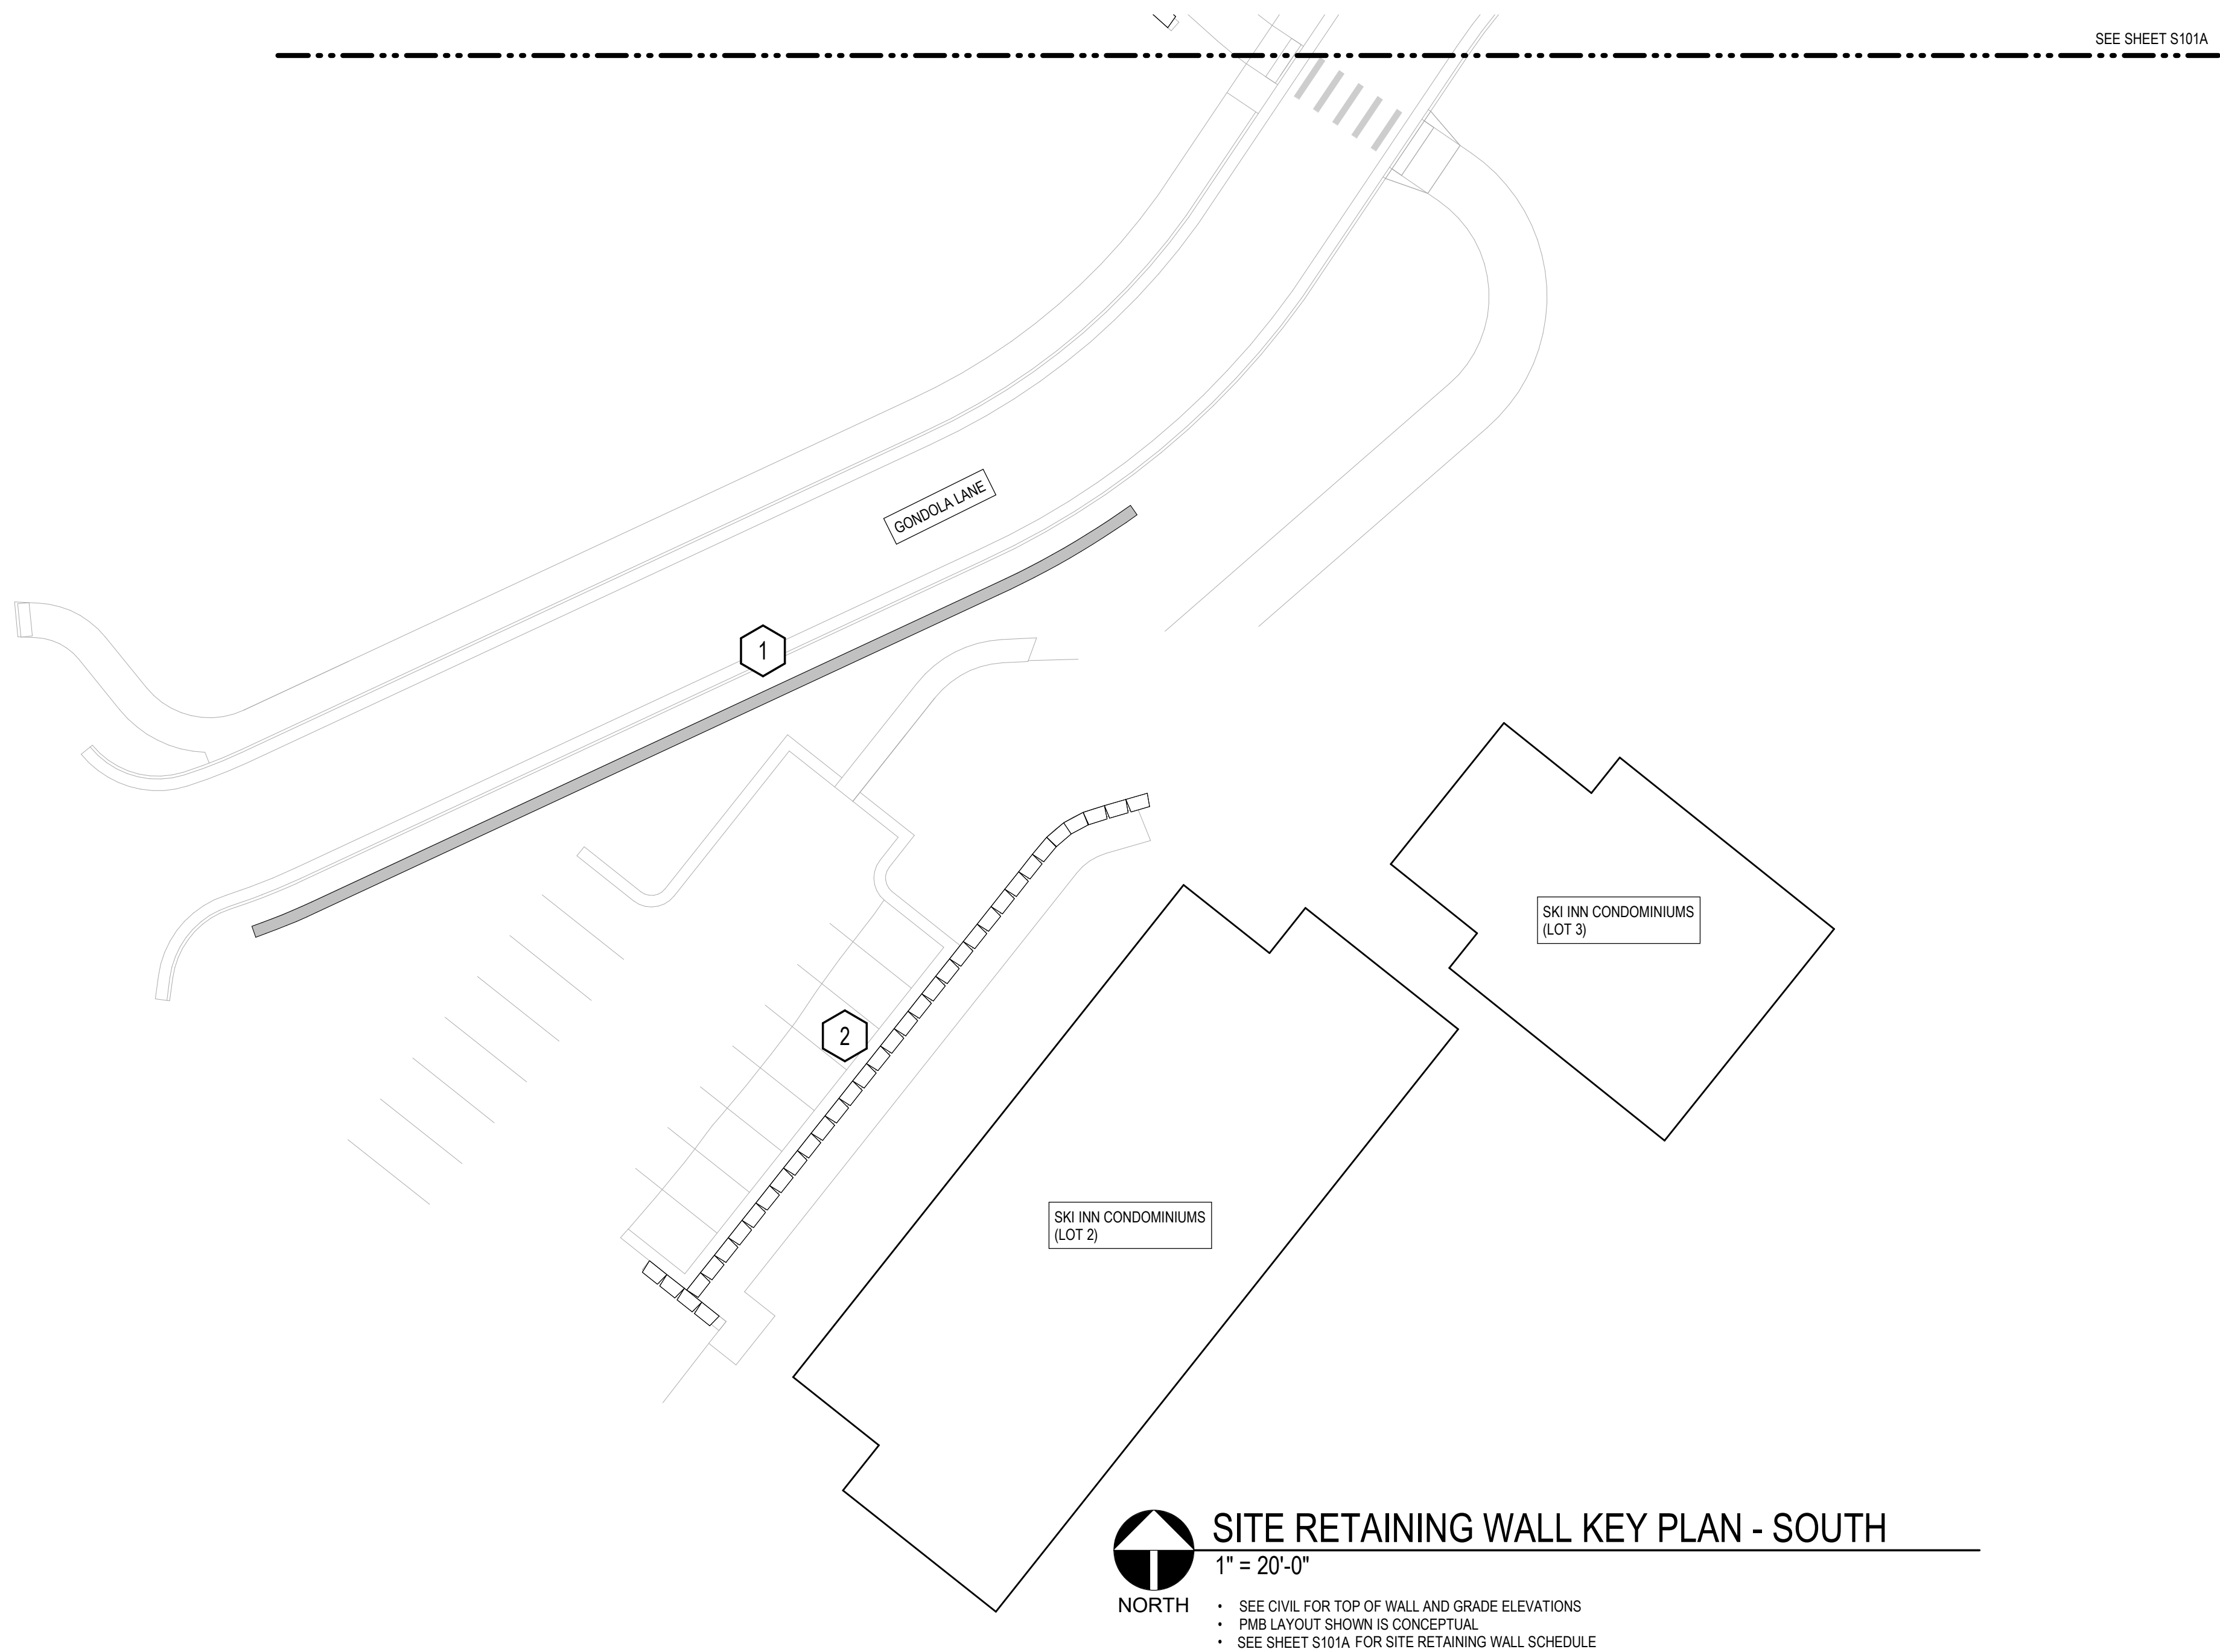 SEE SHEET S101A
GONDOLA LANE
1
SKI INN CONDOMINIUMS
(LOT 3)
2
SKI INN CONDOMINIUMS
(LOT 2)
SITE RETAINING WALL KEY PLAN - SOUTH
1" = 20'-0"
NORTH
• SEE CIVIL FOR TOP OF WALL AND GRADE ELEVATIONS
• PMB LAYOUT SHOWN IS CONCEPTUAL
• SEE SHEET S101A FOR SITE RETAINING WALL SCHEDULE